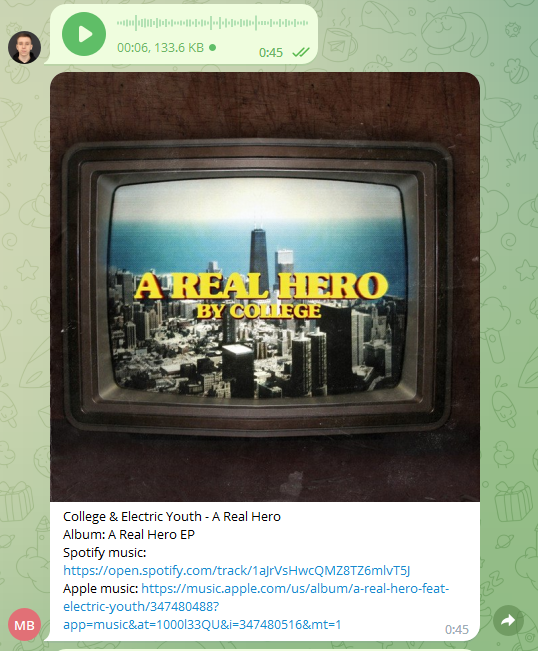 00:06, 133.6 KB
0:45
A REAL HERO
BY COLLEGE
College & Electric Youth - A Real Hero
Album: A Real Hero EP
Spotify music:
https://open.spotify.com/track/1aJrVsHwcQMZ8TZ6mlvT5J
Apple music: https://music.apple.com/us/album/a-real-hero-feat-
electric-youth/347480488?
app=music&at=1000l33QU&i=347480516&mt=1
MB
0:45